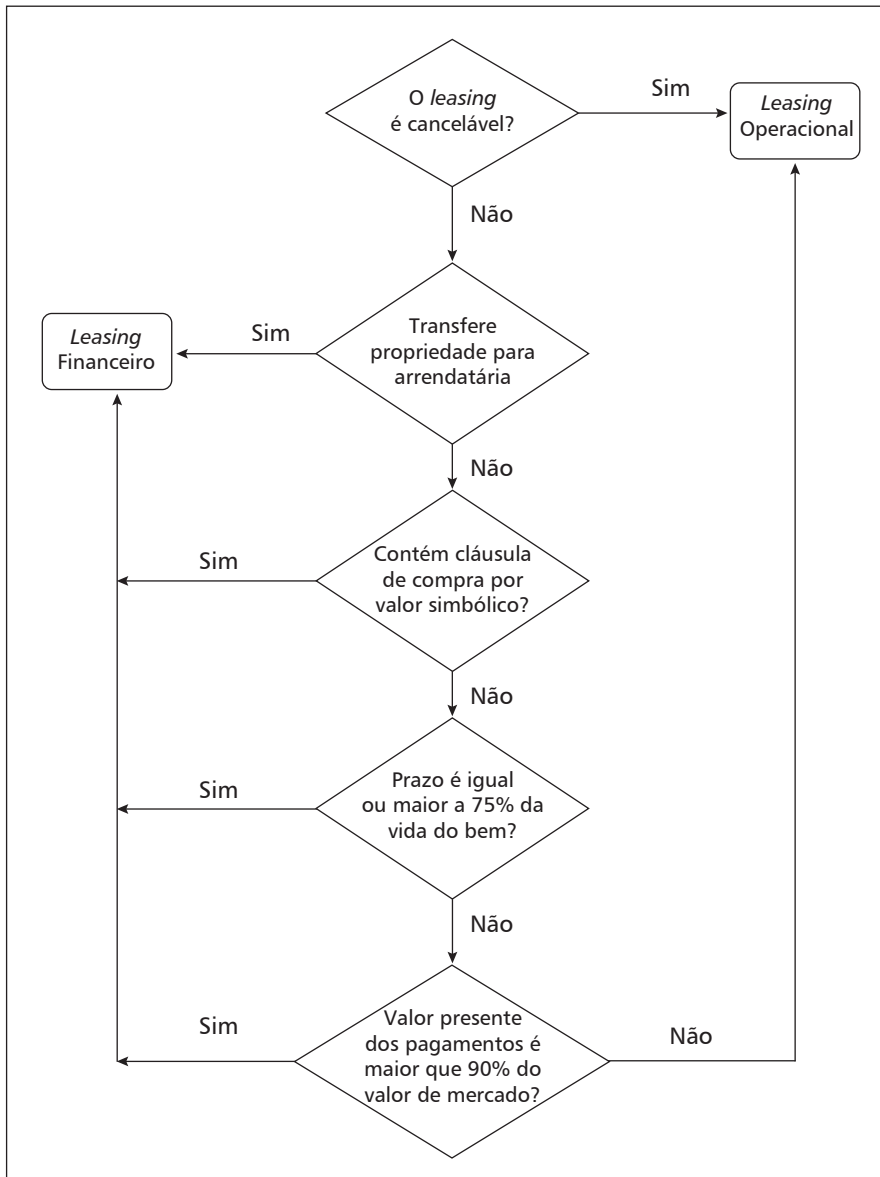 O leasing
é cancelável?
Sim
Leasing
Operacional
Não
Transfere
propriedade para
arrendatária
Sim
Leasing
Financeiro
Não
Contém cláusula
de compra por
valor simbólico?
Sim
Não
Prazo é igual
ou maior a 75% da
vida do bem?
Sim
Não
Valor presente
dos pagamentos é
maior que 90% do
valor de mercado?
Sim
Não